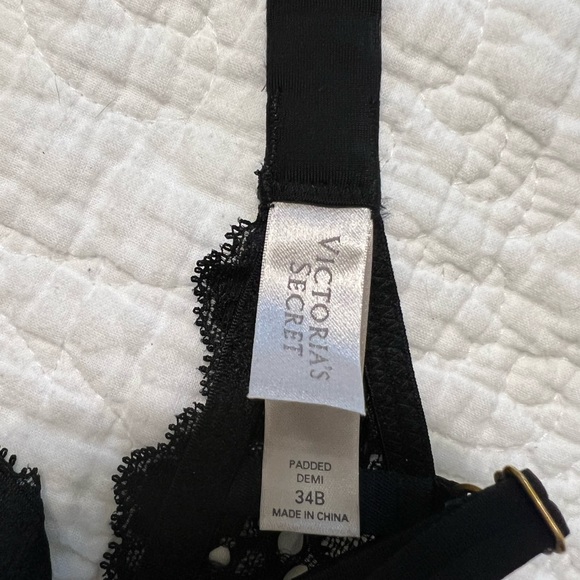 VICTORIA'S
SECRET
PADDED
DEMI
34B
MADE IN CHINA